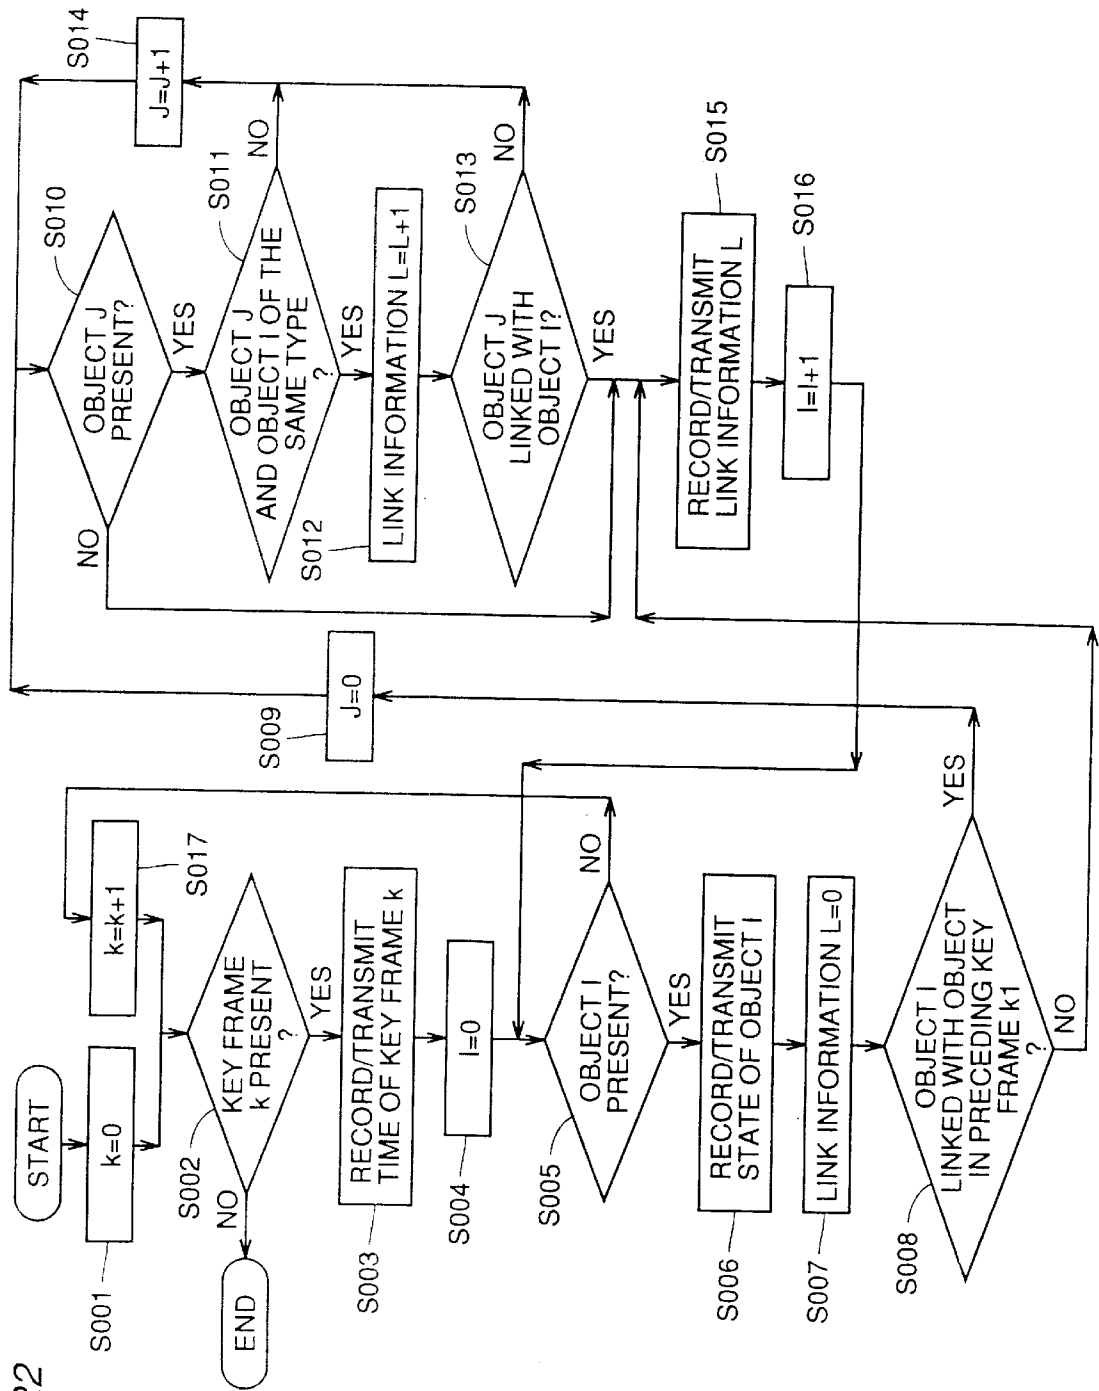 22
START
S001
k=0
k=k+1
S017
S002
KEY FRAME
k PRESENT
?
NO
END
YES
S003
RECORD/TRANSMIT
TIME OF KEY FRAME k
S004
I=0
S005
OBJECT I
PRESENT?
NO
YES
S006
RECORD/TRANSMIT
STATE OF OBJECT I
S007
LINK INFORMATION L=0
S008
OBJECT I
LINKED WITH OBJECT
IN PRECEDING KEY
FRAME k1
?
YES
NO
S009
J=0
S014
J=J+1
S010
OBJECT J
PRESENT?
NO
YES
S011
OBJECT J
AND OBJECT I OF THE
SAME TYPE
?
NO
YES
S012
LINK INFORMATION L=L+1
S013
OBJECT J
LINKED WITH
OBJECT I?
NO
YES
S015
RECORD/TRANSMIT
LINK INFORMATION L
S016
I=I+1